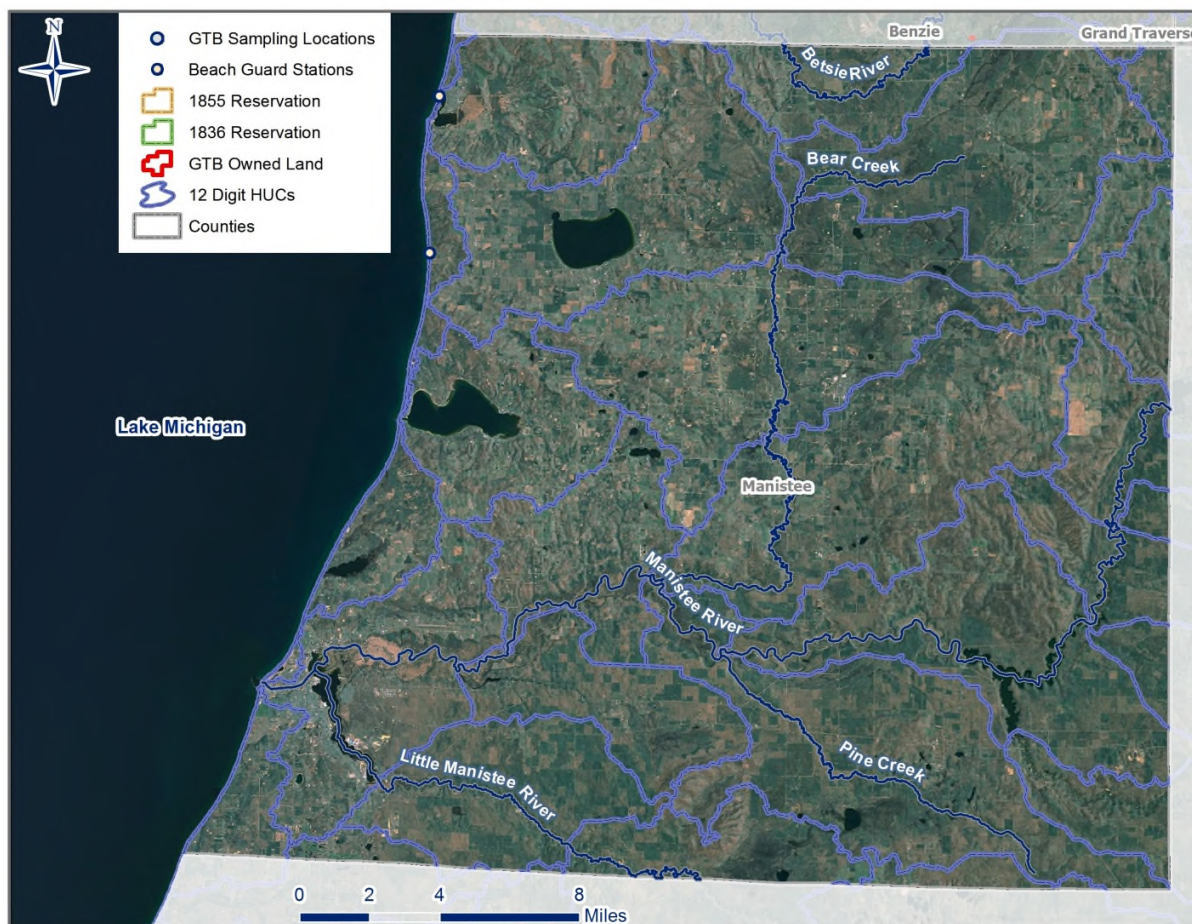 N
GTB Sampling Locations
Beach Guard Stations
1855 Reservation
1836 Reservation
GTB Owned Land
12 Digit HUCs
Counties
Benzie
Grand Traverse
Betsie River
Bear Creek
Lake Michigan
Manistee
Manistee River
Pine Creek
Little Manistee River
0 2 4 8
Miles